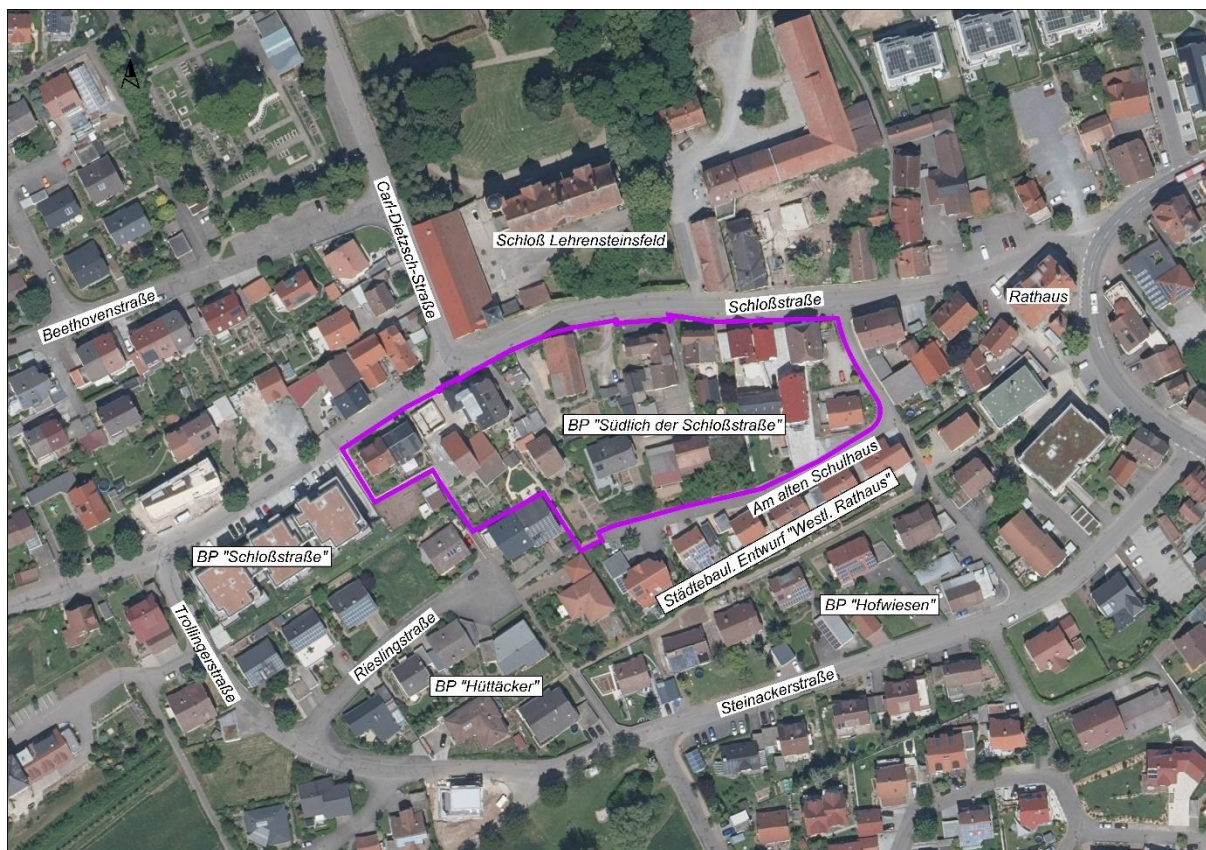 Carl-Dietzsch-Straße
Schloß Lehrensteinsfeld
Beethovenstraße
Schloßstraße
Rathaus
BP "Südlich der Schloßstraße"
Am alten Schulhaus
Städtebaul. Entwurf "Westl. Rathaus"
BP "Schloßstraße"
BP "Hofwiesen"
Trollingerstraße
Rieslingstraße
BP "Hüttäcker"
Steinackerstraße